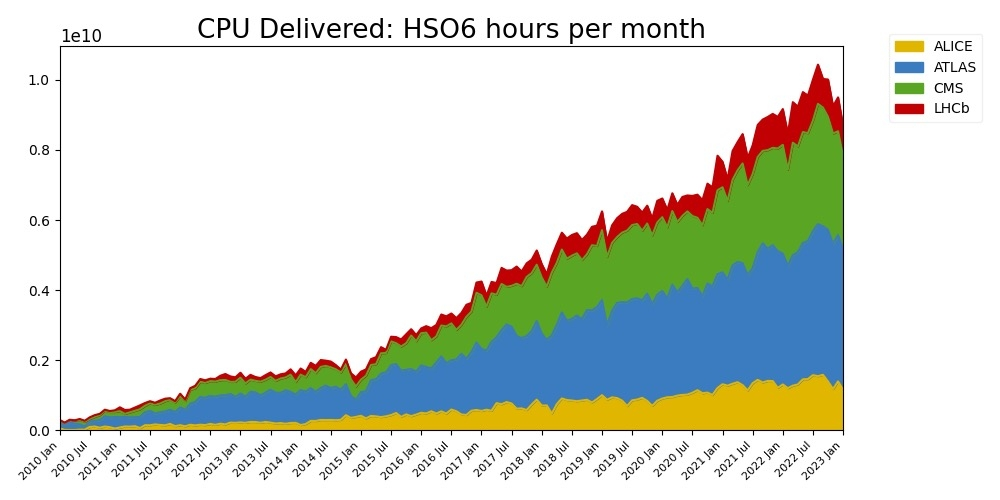 CPU Delivered: HSO6 hours per month
1e10
1.0
0.8
0.6
0.4
0.2
0.0
2010 Jan
2010 Jul
2011 Jan
2011 Jul
2012 Jan
2012 Jul
2013 Jan
2013 Jul
2014 Jan
2014 Jul
2015 Jan
2015 Jul
2016 Jan
2016 Jul
2017 Jan
2017 Jul
2018 Jan
2018 Jul
2019 Jan
2019 Jul
2020 Jan
2020 Jul
2021 Jan
2021 Jul
2022 Jan
2022 Jul
2023 Jan
ALICE
ATLAS
CMS
LHCb